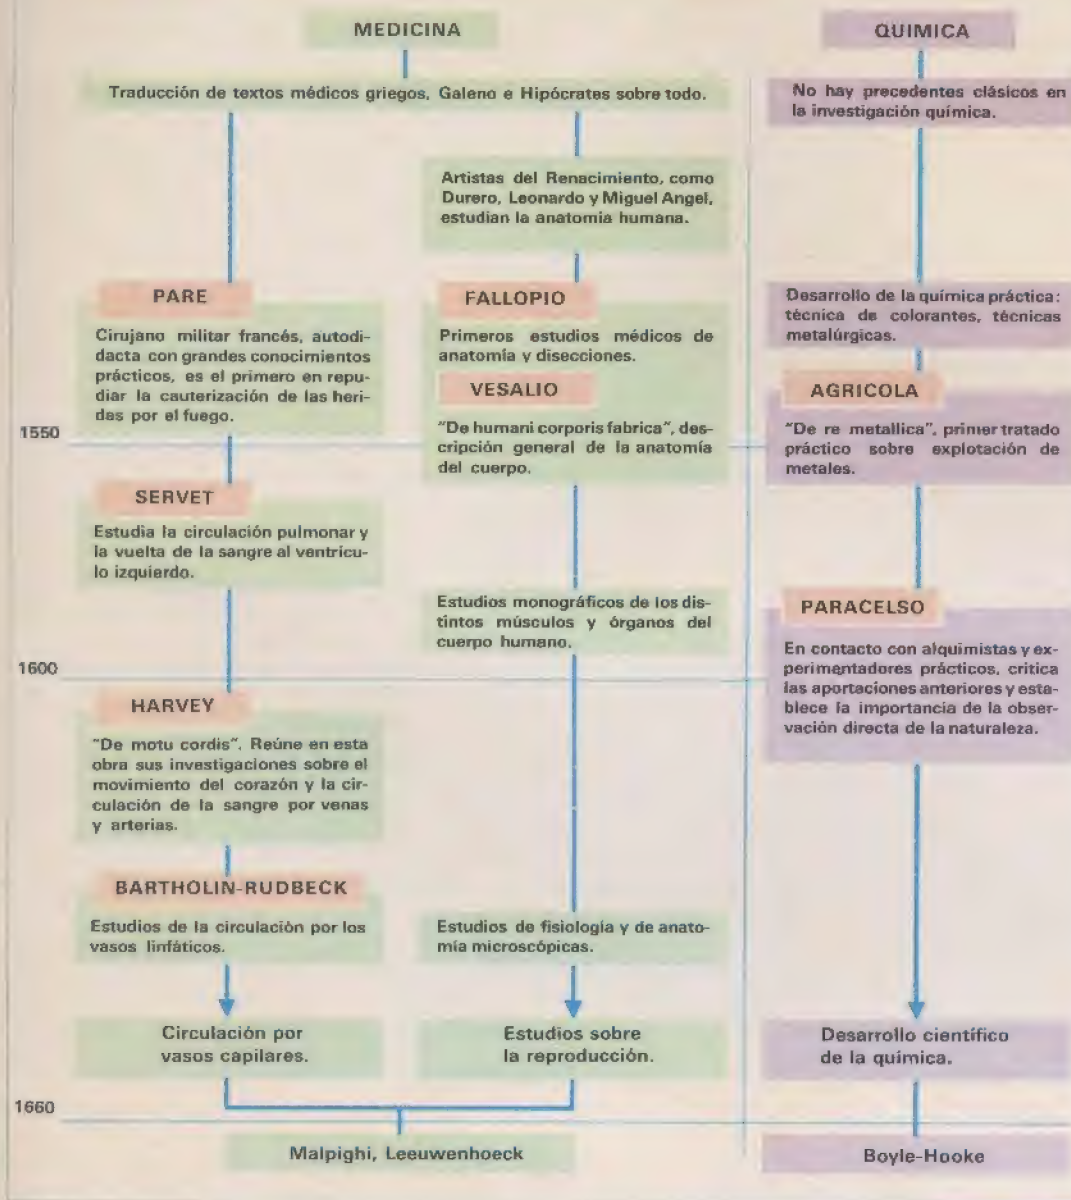 MEDICINA
Traducción de textos médicos griegos, Galeno e Hipócrates sobre todo.
Artistas del Renacimiento, como
Durero, Leonardo y Miguel Angel,
estudian la anatomía humana.
PARE
Cirujano militar francés, autodi-
dacta con grandes conocimientos
prácticos, es el primero en repu-
diar la cauterización de las heri-
das por el fuego.
FALLOPIO
Primeros estudios médicos de
anatomía y disecciones.
VESALIO
"De humani corporis fabrica", des-
cripción general de la anatomía
del cuerpo.
1550
SERVET
Estudia la circulación pulmonar y
la vuelta de la sangre al ventrícu-
lo izquierdo.
Estudios monográficos de los dis-
tintos músculos y órganos del
cuerpo humano.
1600
HARVEY
"De motu cordis". Reúne en esta
obra sus investigaciones sobre el
movimiento del corazón y la cir-
culación de la sangre por venas
y arterias.
BARTHOLIN-RUDBECK
Estudios de la circulación por los
vasos linfáticos.
Estudios de fisiología y de anato-
mía microscópicas.
Circulación por
vasos capilares.
Estudios sobre
la reproducción.
1660
Malpighi, Leeuwenhoeck
QUIMICA
No hay precedentes clásicos en
la investigación química.
Desarrollo de la química práctica:
técnica de colorantes, técnicas
metalúrgicas.
AGRICOLA
"De re metallica", primer tratado
práctico sobre explotación de
metales.
PARACELSO
En contacto con alquimistas y ex-
perimentadores prácticos, critica
las aportaciones anteriores y esta-
blece la importancia de la obser-
vación directa de la naturaleza.
Desarrollo científico
de la química.
Boyle-Hooke